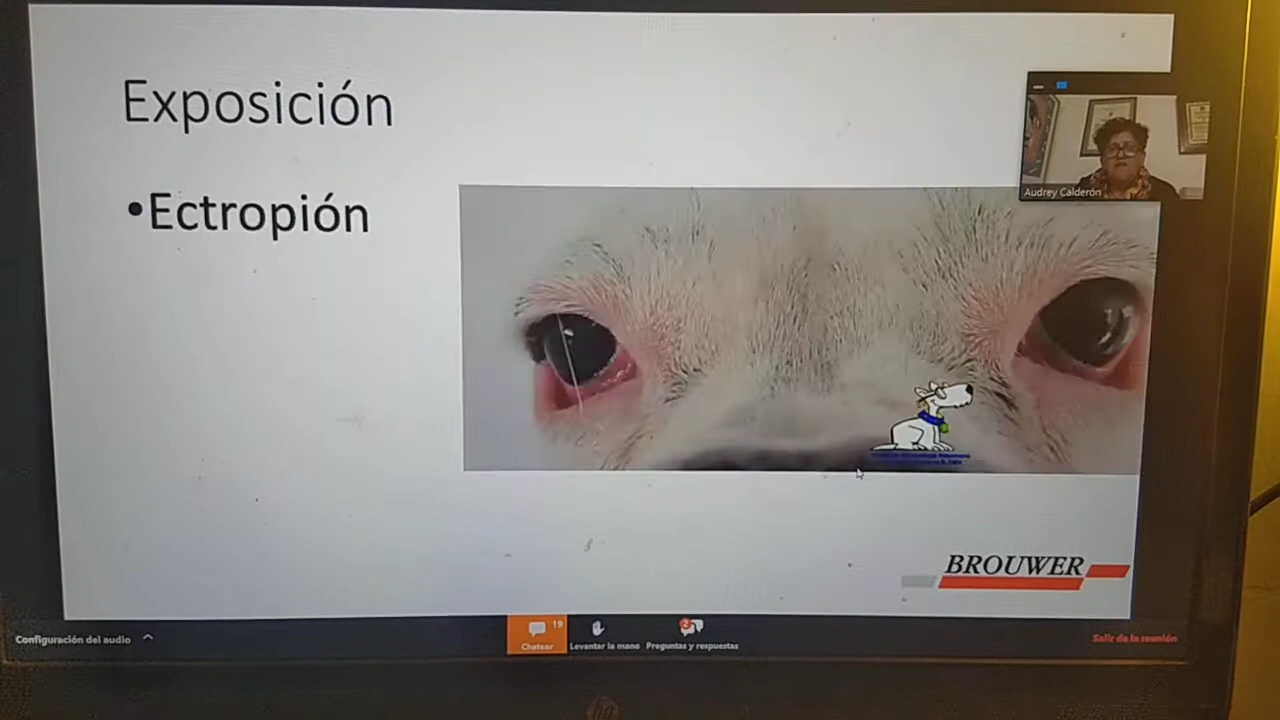 Exposición
•Ectropión
Audrey Calderón
BROUWER
Configuración del audio
19
Chatear
Levantar la mano
2
Preguntas y respuestas
Salir de la reunión